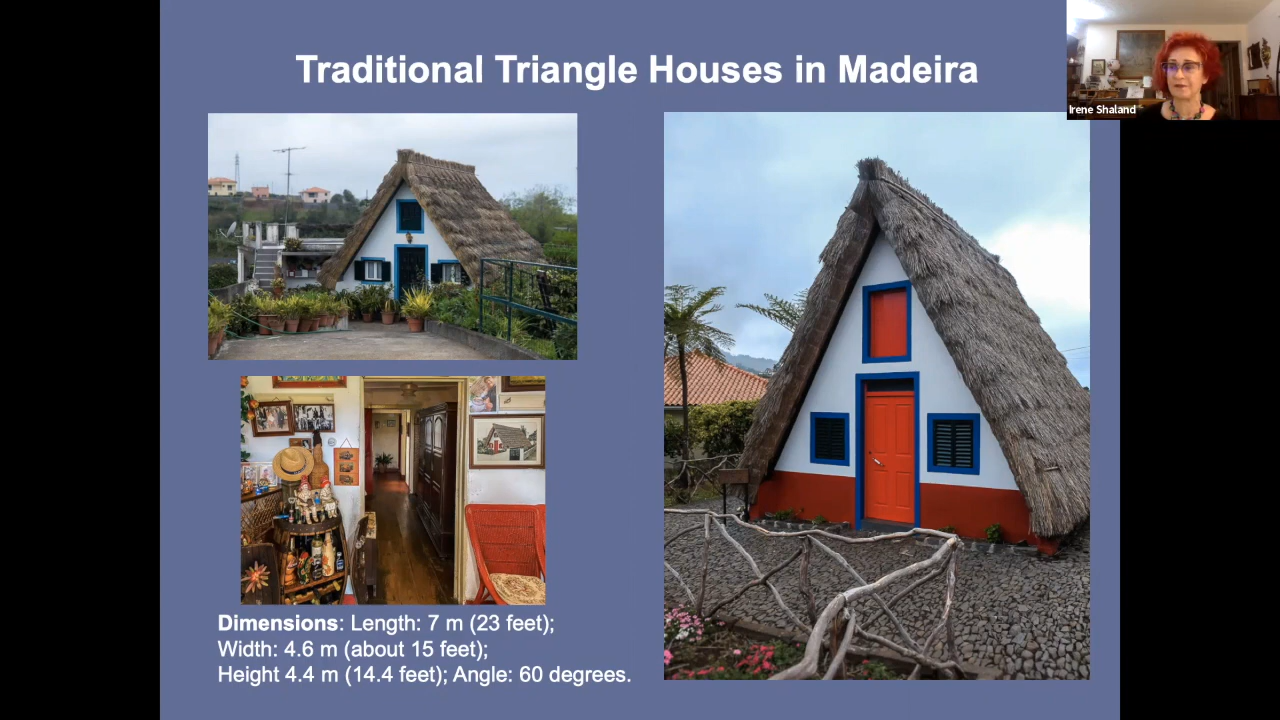 Traditional Triangle Houses in Madeira
Irene Shaland
Dimensions: Length: 7 m (23 feet);
Width: 4.6 m (about 15 feet);
Height 4.4 m (14.4 feet); Angle: 60 degrees.